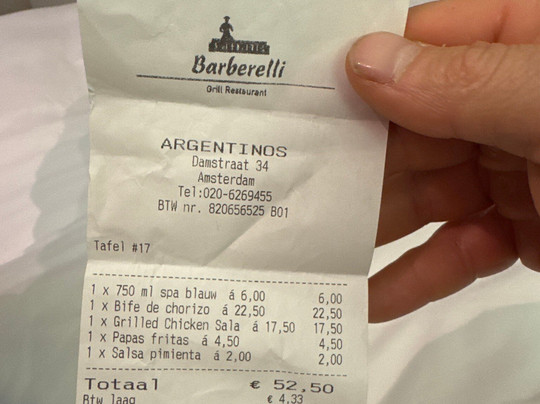 Barberelli
Grill Restaurant
ARGENTINOS
Damstraat 34
Amsterdam
Tel:020-6269455
BTW nr. 820656525 B01
Tafel #17
1 x 750 ml spa blauw á 6,00 6,00
1 x Bife de chorizo á 22,50 22,50
1 x Grilled Chicken Sala á 17,50 17,50
1 x Papas fritas á 4,50 4,50
1 x Salsa pimienta á 2,00 2,00
Totaal € 52,50
Btw laag € 4,33